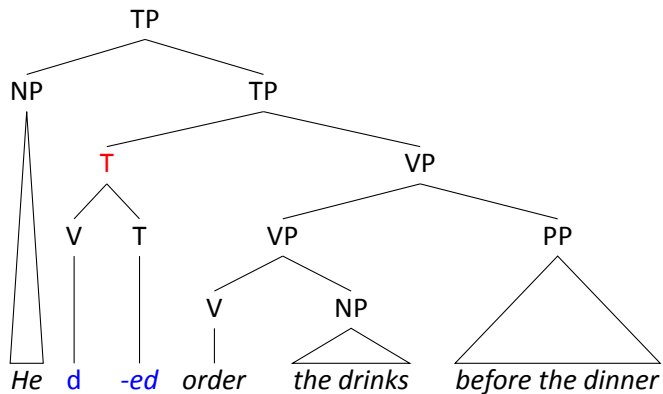 TP
NP TP
T VP
V T VP PP
V NP
He d -ed order the drinks before the dinner